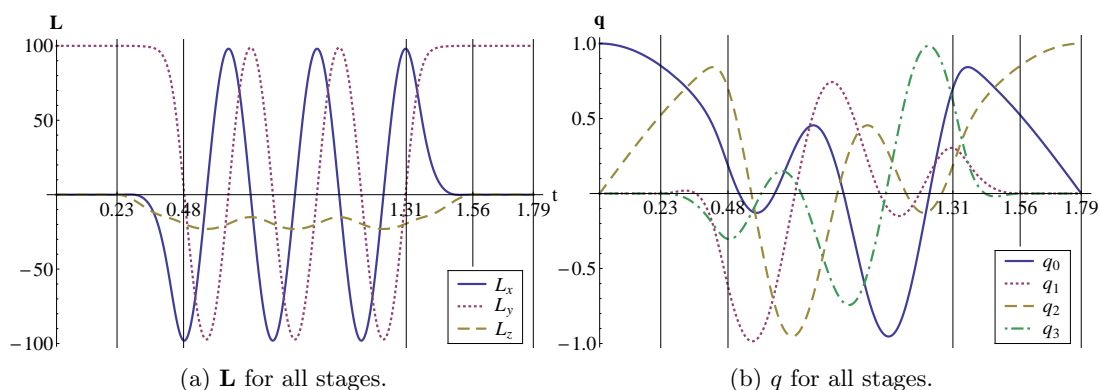 L
q
100
50
−50
−100
0.23
0.48
1.31
1.56
1.79
t
L_x
L_y
L_z
1.0
0.5
−0.5
−1.0
0.23
0.48
1.31
1.56
1.79
t
q_0
q_1
q_2
q_3
(a) L for all stages.
(b) q for all stages.